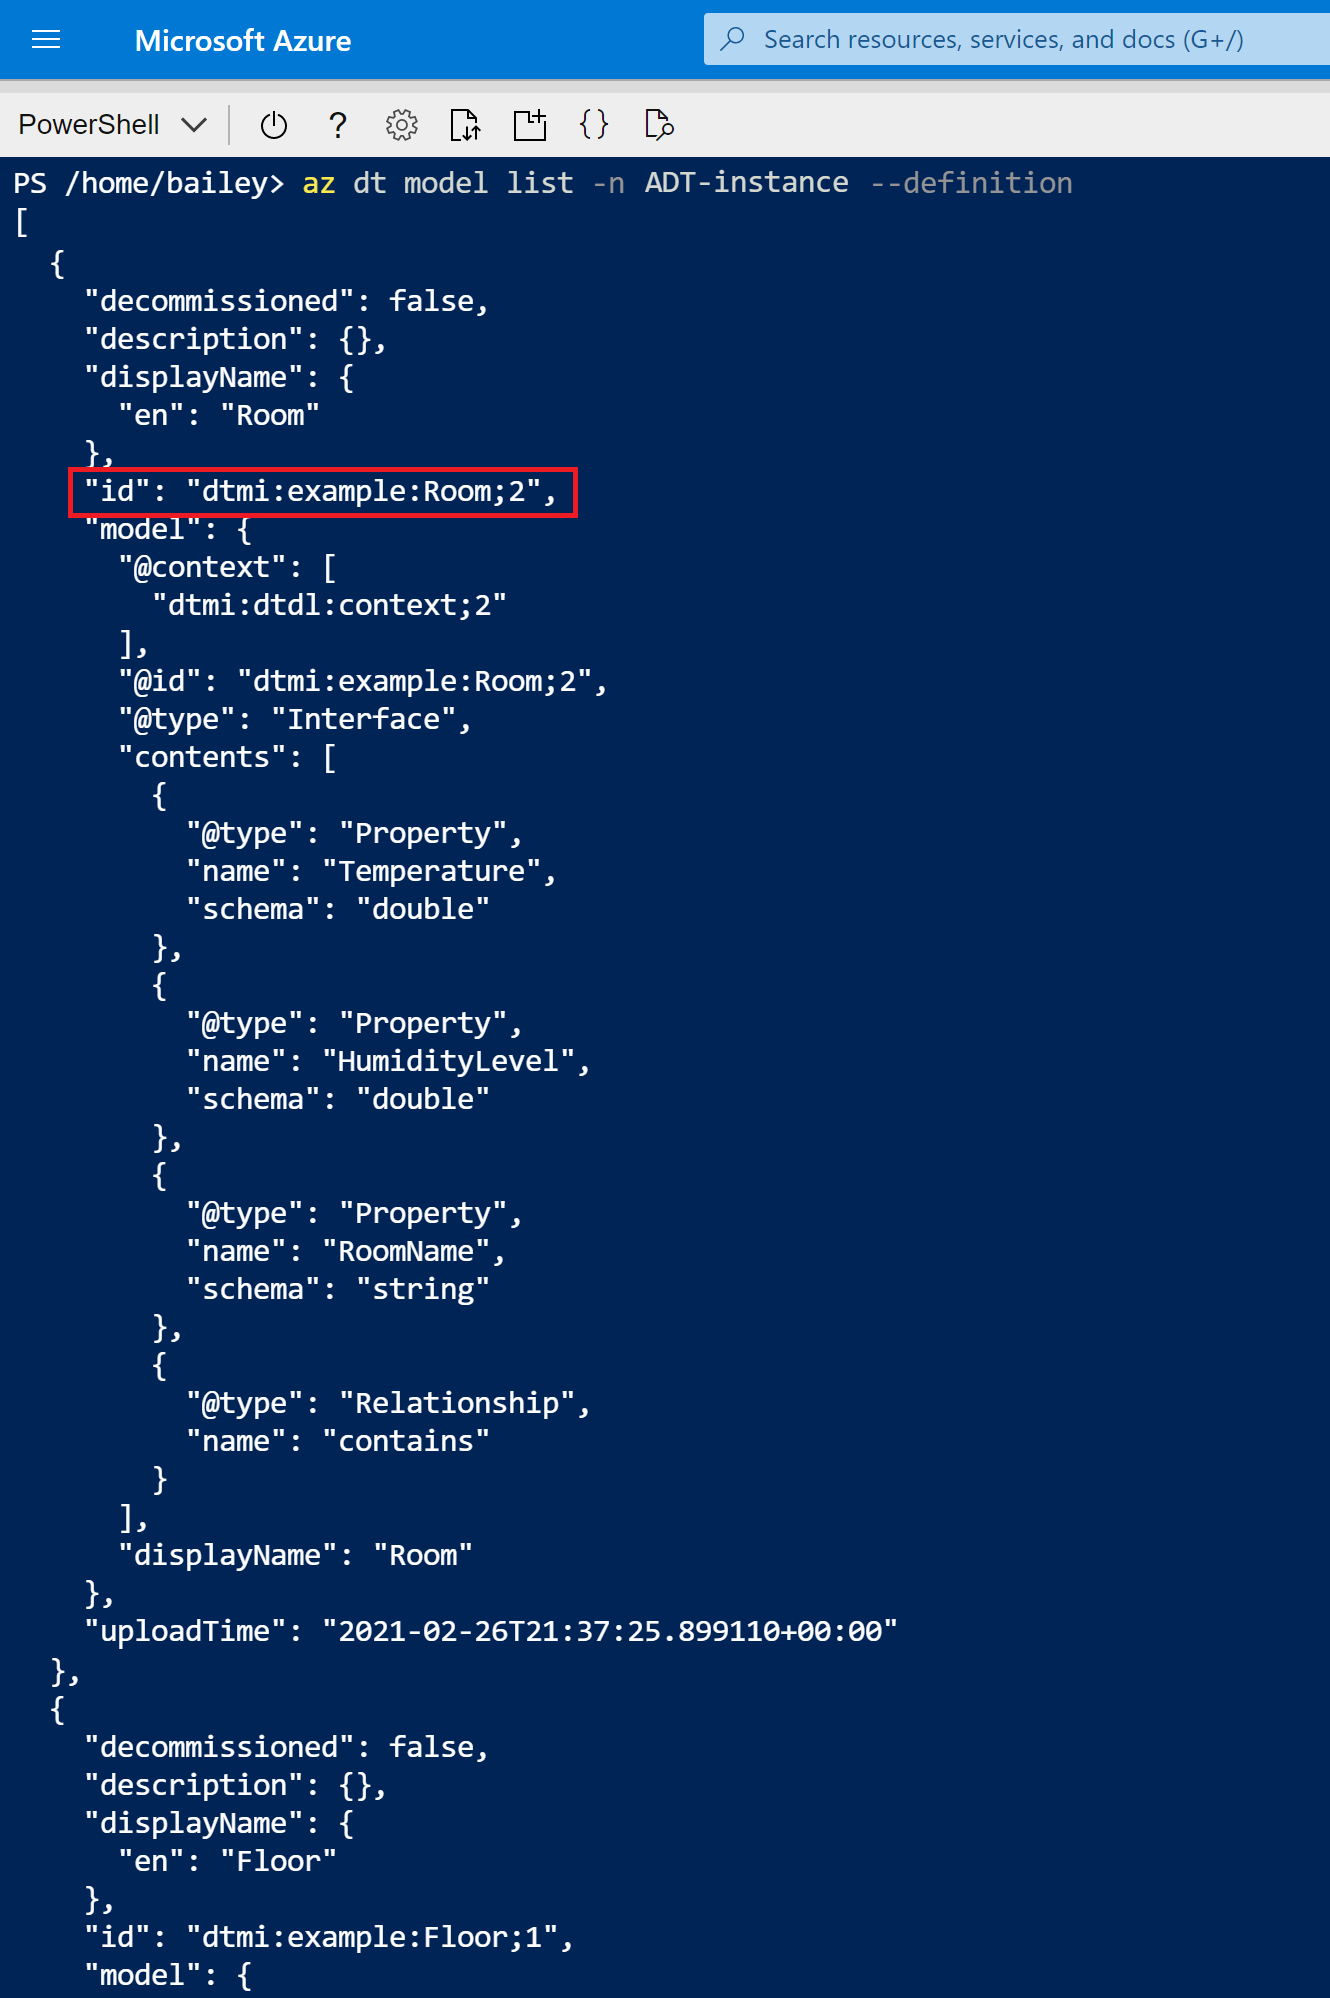 Microsoft Azure
Search resources, services, and docs (G+/)
PowerShell
PS /home/bailey> az dt model list -n ADT-instance --definition
[
  {
    "decommissioned": false,
    "description": {},
    "displayName": {
      "en": "Room"
    },
    "id": "dtmi:example:Room;2",
    "model": {
      "@context": [
        "dtmi:dtdl:context;2"
      ],
      "@id": "dtmi:example:Room;2",
      "@type": "Interface",
      "contents": [
        {
          "@type": "Property",
          "name": "Temperature",
          "schema": "double"
        },
        {
          "@type": "Property",
          "name": "HumidityLevel",
          "schema": "double"
        },
        {
          "@type": "Property",
          "name": "RoomName",
          "schema": "string"
        },
        {
          "@type": "Relationship",
          "name": "contains"
        }
      ],
      "displayName": "Room"
    },
    "uploadTime": "2021-02-26T21:37:25.899110+00:00"
  },
  {
    "decommissioned": false,
    "description": {},
    "displayName": {
      "en": "Floor"
    },
    "id": "dtmi:example:Floor;1",
    "model": {